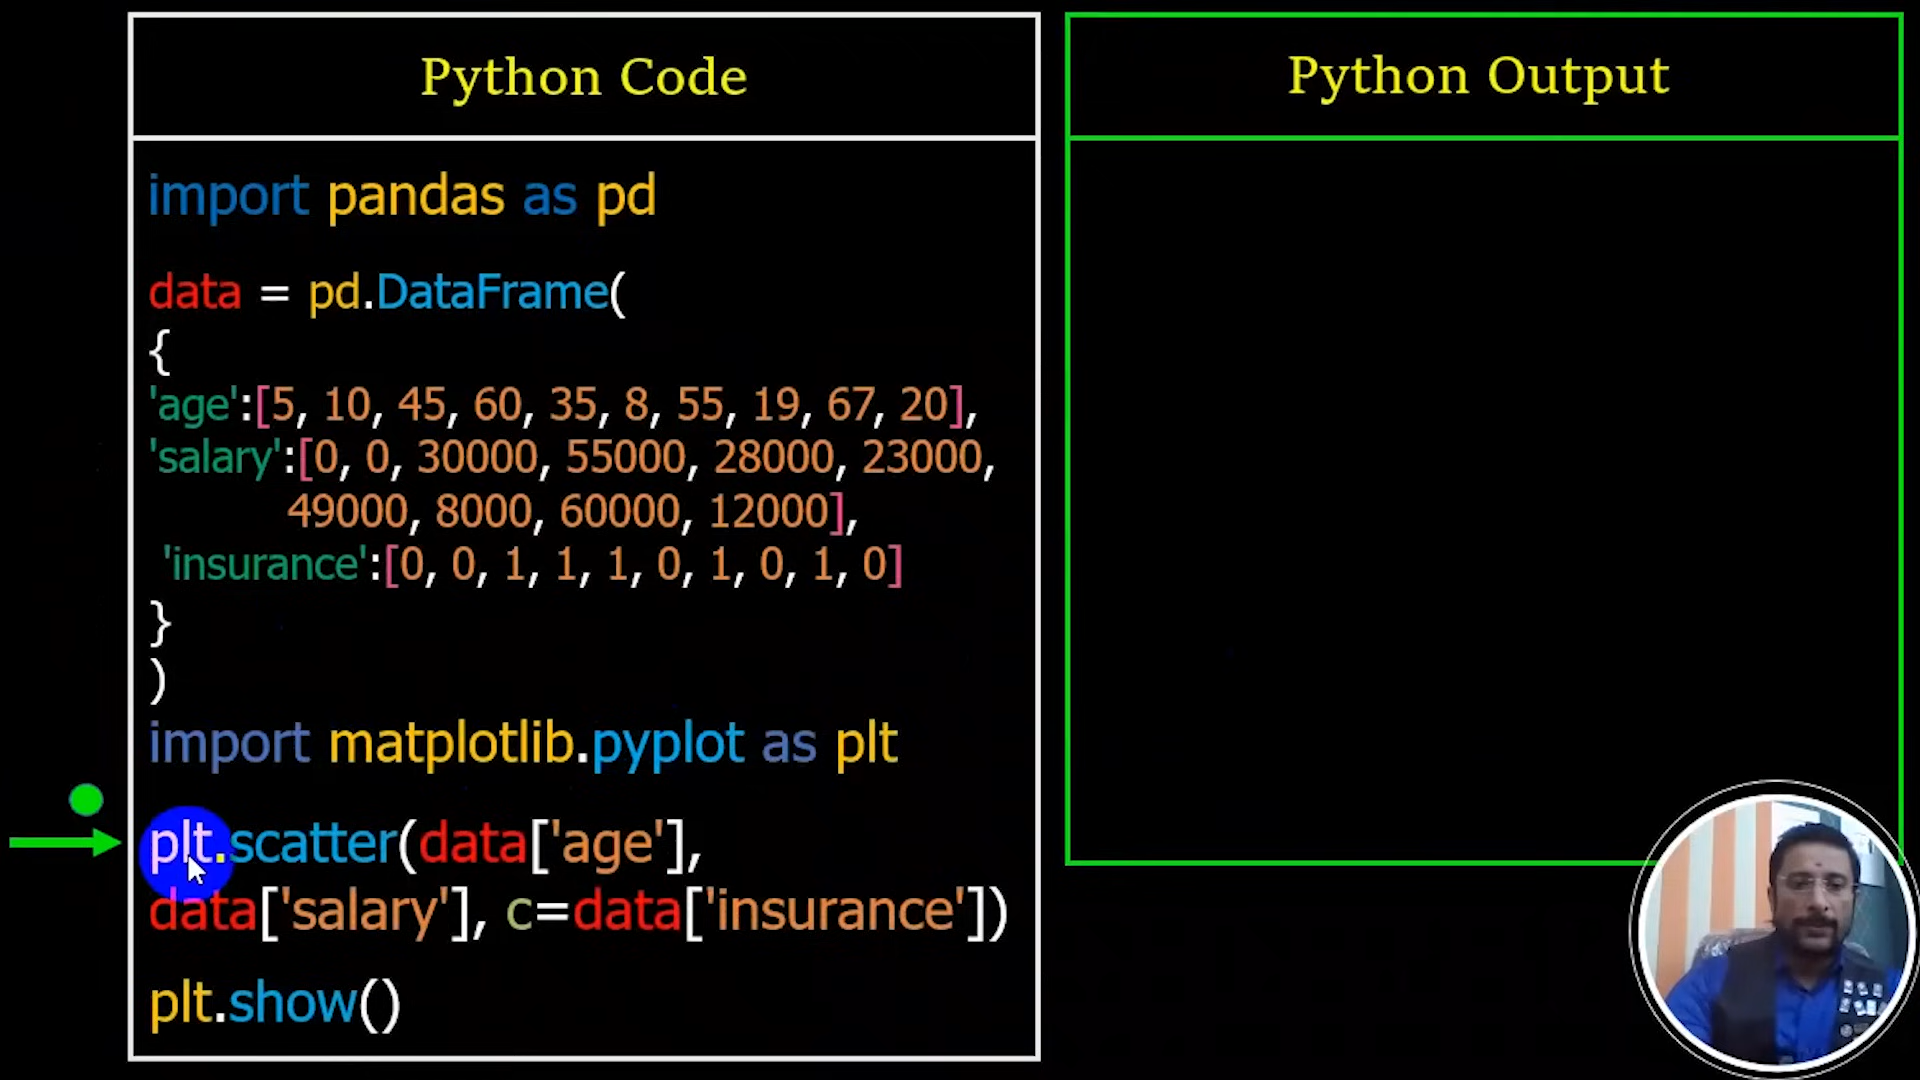 Python Code
import pandas as pd
data = pd.DataFrame(
{
'age':[5, 10, 45, 60, 35, 8, 55, 19, 67, 20],
'salary':[0, 0, 30000, 55000, 28000, 23000,
49000, 8000, 60000, 12000],
'insurance':[0, 0, 1, 1, 1, 0, 1, 0, 1, 0]
}
)
import matplotlib.pyplot as plt
plt.scatter(data['age'],
data['salary'], c=data['insurance'])
plt.show()
Python Output